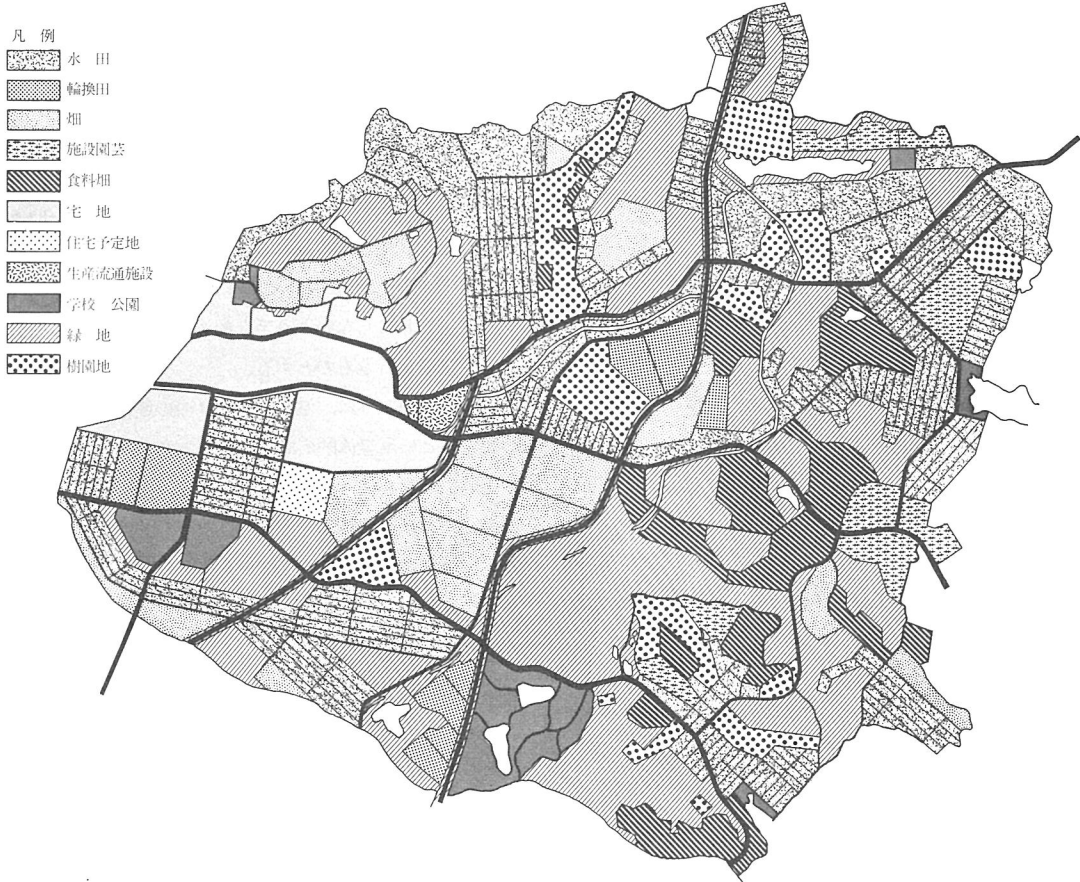 凡 例
水 田
輪換田
畑
施設園芸
食料畑
宅 地
住宅予定地
生産流通施設
学校 公園
緑 地
樹園地